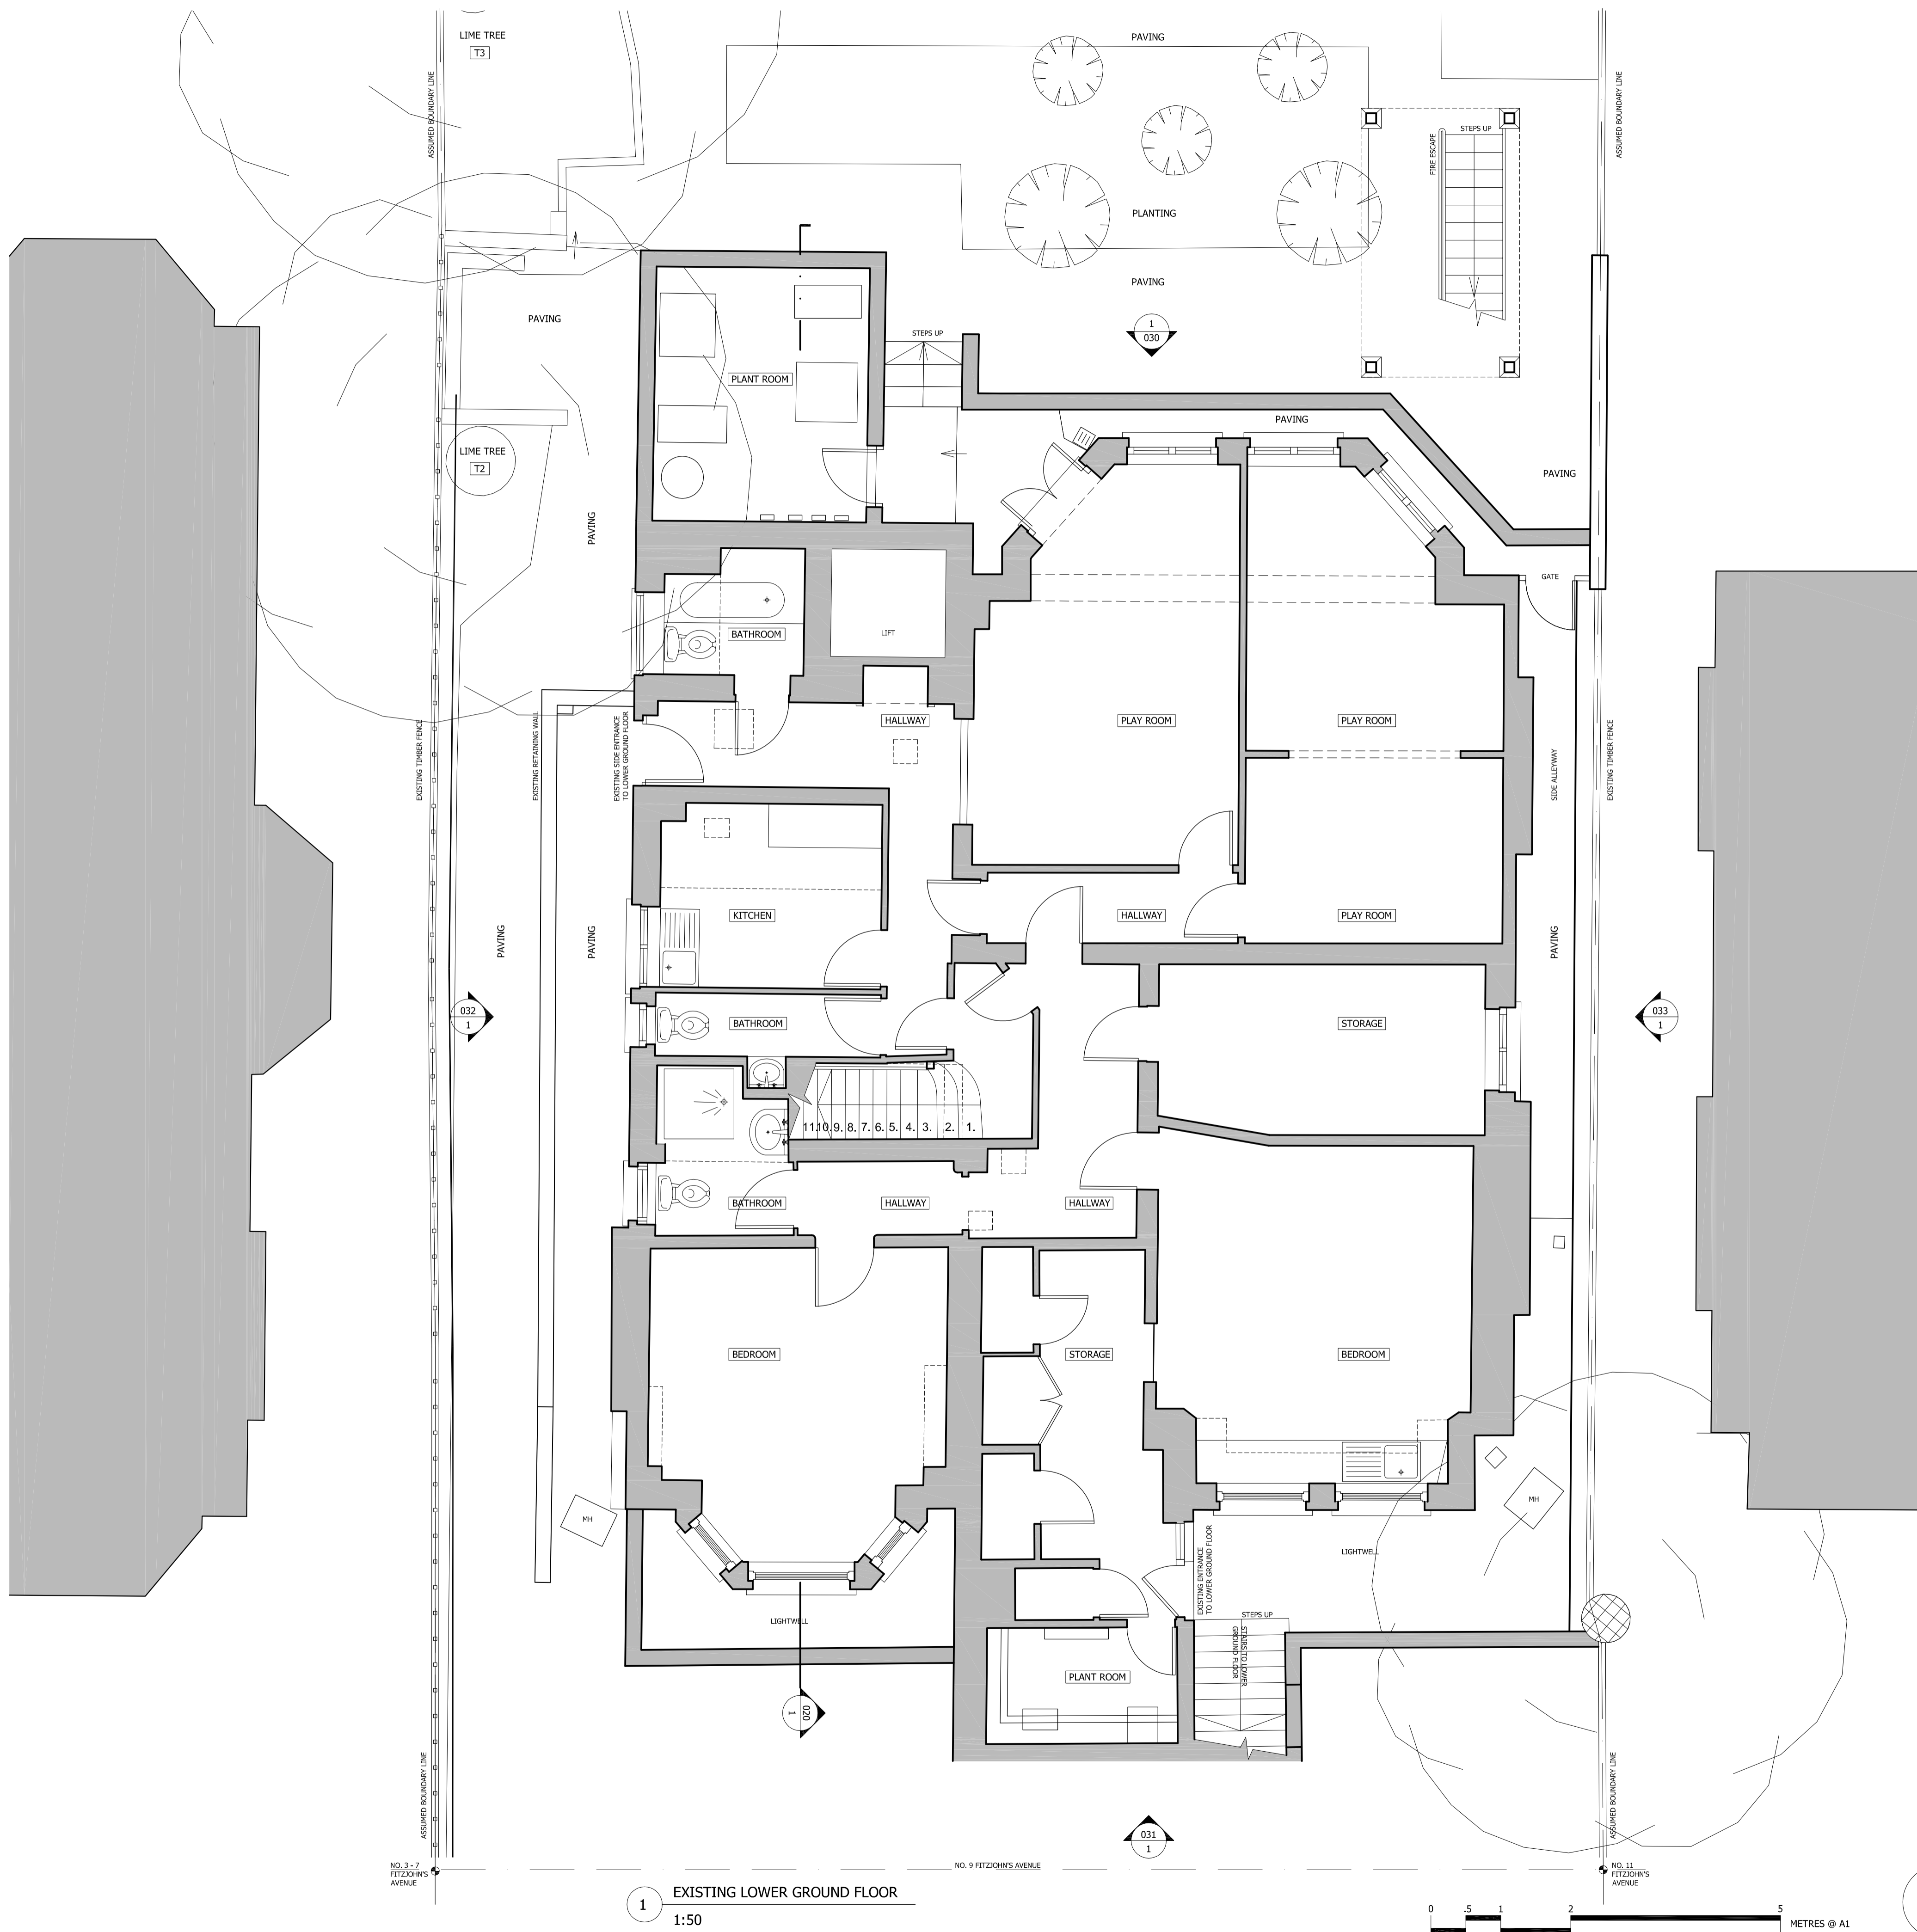 LIME TREE
T3
PAVING
ASSUMED BOUNDARY LINE
ASSUMED BOUNDARY LINE
STEPS UP
FIRE ESCAPE
PLANTING
PAVING
PAVING
1
030
STEPS UP
PLANT ROOM
PAVING
LIME TREE
T2
PAVING
PAVING
GATE
BATHROOM
LIFT
HALLWAY
PLAY ROOM
PLAY ROOM
EXISTING TIMBER FENCE
EXISTING RETAINING WALL
EXISTING SIDE ENTRANCE
TO LOWER GROUND FLOOR
SIDE ALLEYWAY
EXISTING TIMBER FENCE
KITCHEN
HALLWAY
PLAY ROOM
PAVING
PAVING
PAVING
032
1
BATHROOM
STORAGE
033
1
11.
10.
9.
8.
7.
6.
5.
4.
3.
2.
1.
BATHROOM
HALLWAY
HALLWAY
BEDROOM
STORAGE
BEDROOM
MH
MH
LIGHTWELL
EXISTING ENTRANCE
TO LOWER GROUND FLOOR
LIGHTWELL
STEPS UP
STAIRS TO LOWER
GROUND FLOOR
PLANT ROOM
020
1
ASSUMED BOUNDARY LINE
ASSUMED BOUNDARY LINE
031
1
NO. 3 - 7
FITZJOHN'S
AVENUE
NO. 9 FITZJOHN'S AVENUE
NO. 11
FITZJOHN'S
AVENUE
1
EXISTING LOWER GROUND FLOOR
1:50
0 .5 1 2 5
METRES @ A1